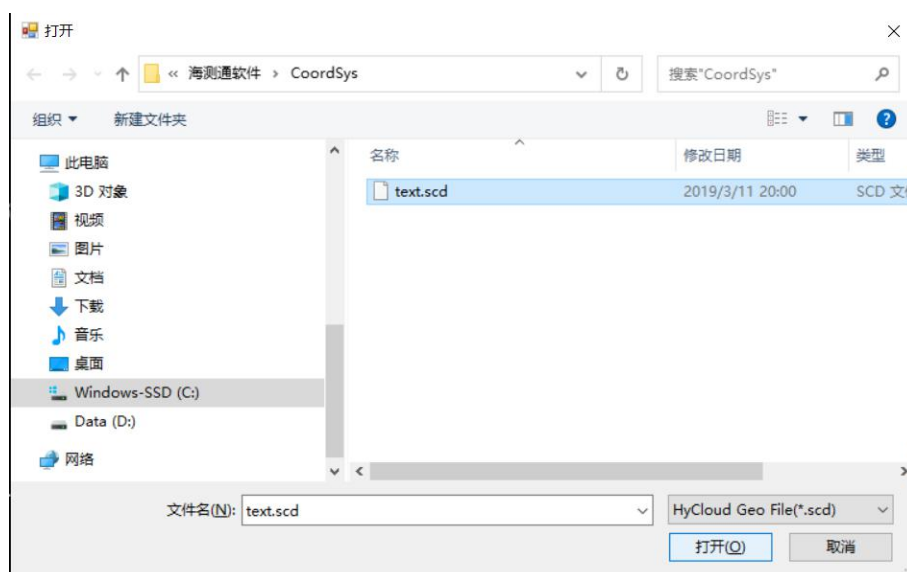 打开
« 海测通软件 › CoordSys
搜索"CoordSys"
组织
新建文件夹
此电脑
3D 对象
视频
图片
文档
下载
音乐
桌面
Windows-SSD (C:)
Data (D:)
网络
名称 修改日期 类型
text.scd 2019/3/11 20:00 SCD 文
文件名(N): text.scd HyCloud Geo File(*.scd)
打开(O) 取消